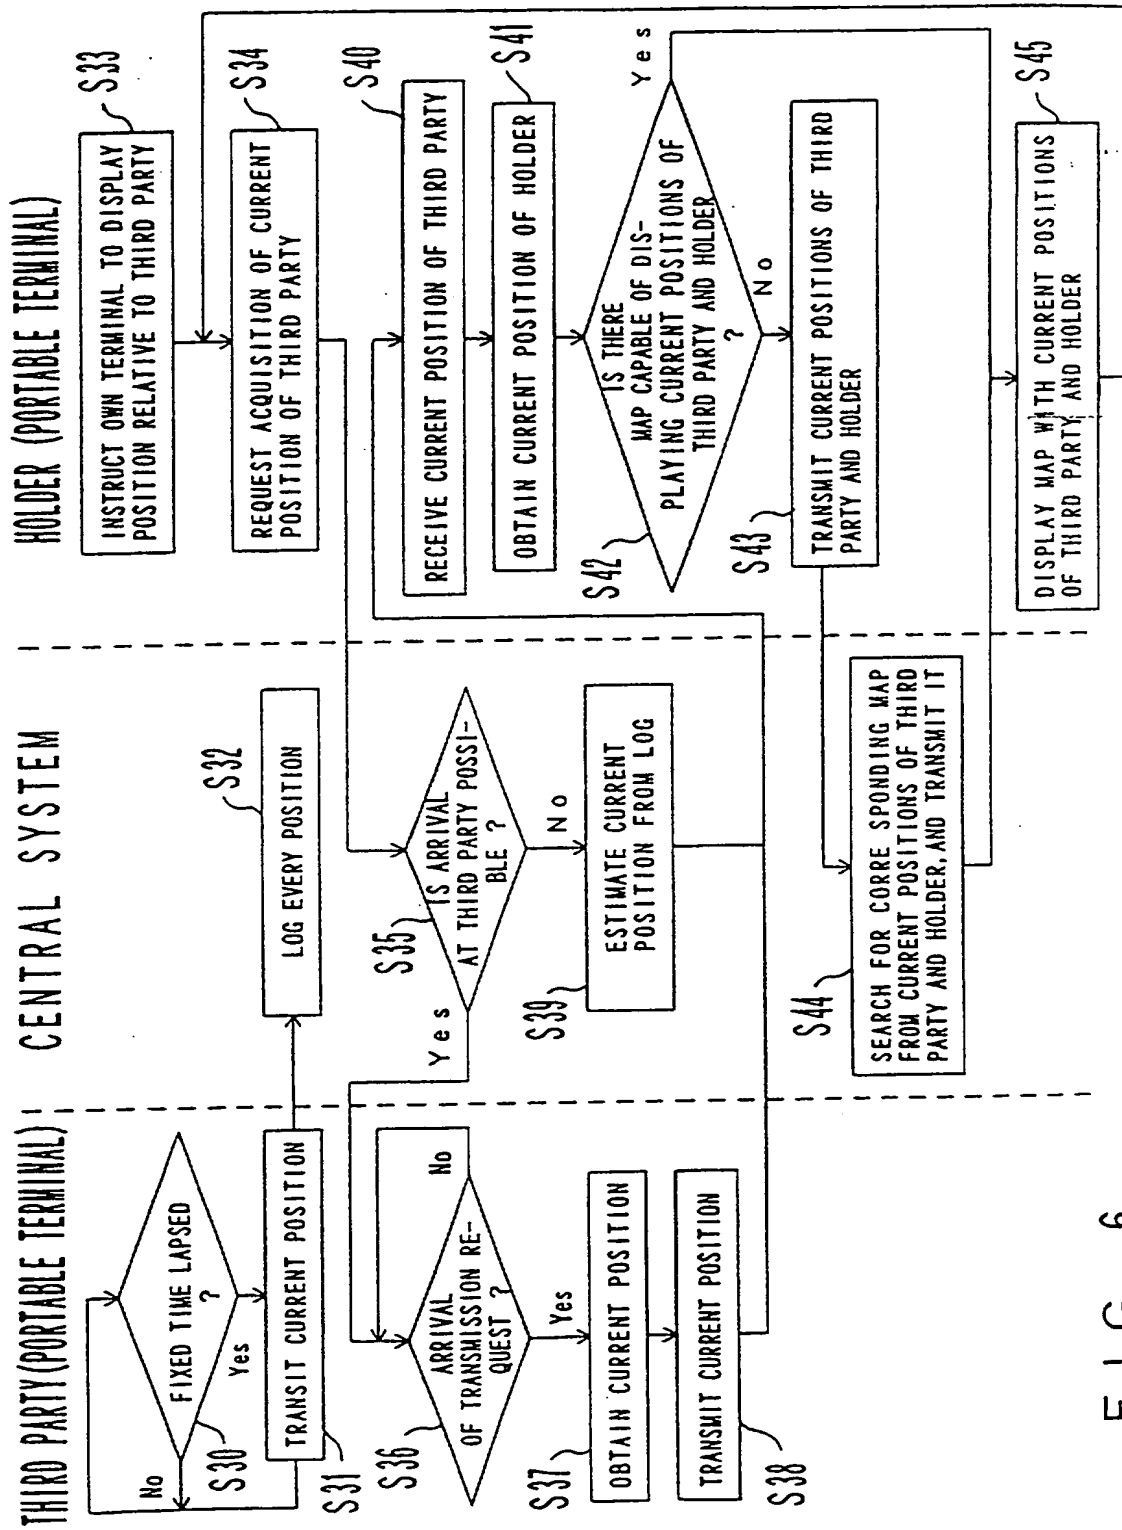 THIRD PARTY(PORTABLE TERMINAL)
CENTRAL SYSTEM
HOLDER (PORTABLE TERMINAL)
FIXED TIME LAPSED
?
No
Yes
S30
TRANSIT CURRENT POSITION
S31
ARRIVAL
OF TRANSMISSION RE-
QUEST ?
No
Yes
S36
OBTAIN CURRENT POSITION
S37
TRANSMIT CURRENT POSITION
S38
LOG EVERY POSITION
S32
IS ARRIVAL
AT THIRD PARTY POSSI-
BLE ?
Yes
No
S35
ESTIMATE CURRENT
POSITION FROM LOG
S39
SEARCH FOR CORRE SPONDING MAP
FROM CURRENT POSITIONS OF THIRD
PARTY AND HOLDER, AND TRANSMIT IT
S44
INSTRUCT OWN TERMINAL TO DISPLAY
POSITION RELATIVE TO THIRD PARTY
S33
REQUEST ACQUISITION OF CURRENT
POSITION OF THIRD PARTY
S34
RECEIVE CURRENT POSITION OF THIRD PARTY
S40
OBTAIN CURRENT POSITION OF HOLDER
S41
IS THERE
MAP CAPABLE OF DIS-
PLAYING CURRENT POSITIONS OF
THIRD PARTY AND HOLDER
?
Yes
No
S42
TRANSMIT CURRENT POSITIONS OF THIRD
PARTY AND HOLDER
S43
DISPLAY MAP WITH CURRENT POSITIONS
OF THIRD PARTY AND HOLDER
S45
FIG 6